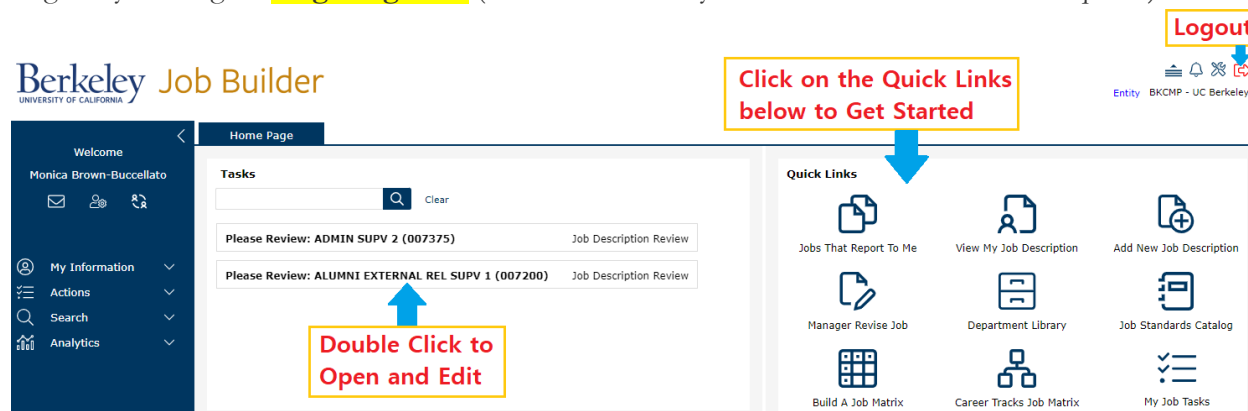 Logout
Berkeley Job Builder
UNIVERSITY OF CALIFORNIA
Click on the Quick Links
below to Get Started
Entity BKCMP - UC Berkeley
Home Page
Welcome
Monica Brown-Buccellato
My Information
Actions
Search
Analytics
Tasks
Clear
Please Review: ADMIN SUPV 2 (007375) Job Description Review
Please Review: ALUMNI EXTERNAL REL SUPV 1 (007200) Job Description Review
Double Click to
Open and Edit
Quick Links
Jobs That Report To Me View My Job Description Add New Job Description
Manager Revise Job Department Library Job Standards Catalog
Build A Job Matrix Career Tracks Job Matrix My Job Tasks